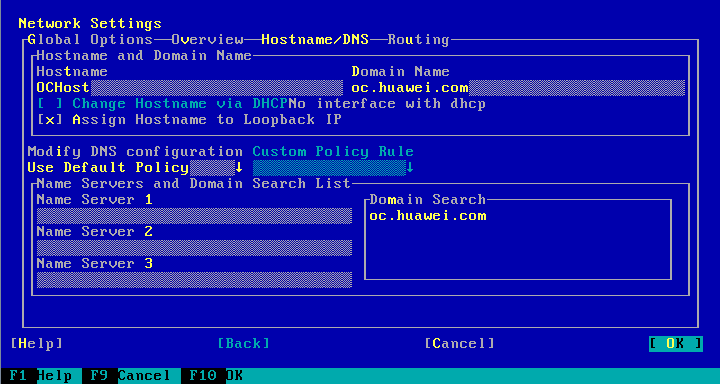 Network Settings
Global Options—Overview—Hostname/DNS—Routing
Hostname and Domain Name
Hostname Domain Name
OCHost oc.huawei.com
[ ] Change Hostname via DHCPNo interface with dhcp
[x] Assign Hostname to Loopback IP
Modify DNS configuration Custom Policy Rule
Use Default Policy↓ ↓
Name Servers and Domain Search List
Name Server 1
Domain Search
oc.huawei.com
Name Server 2
Name Server 3
[Help] [Back] [Cancel] [ OK ]
F1 Help F9 Cancel F10 OK